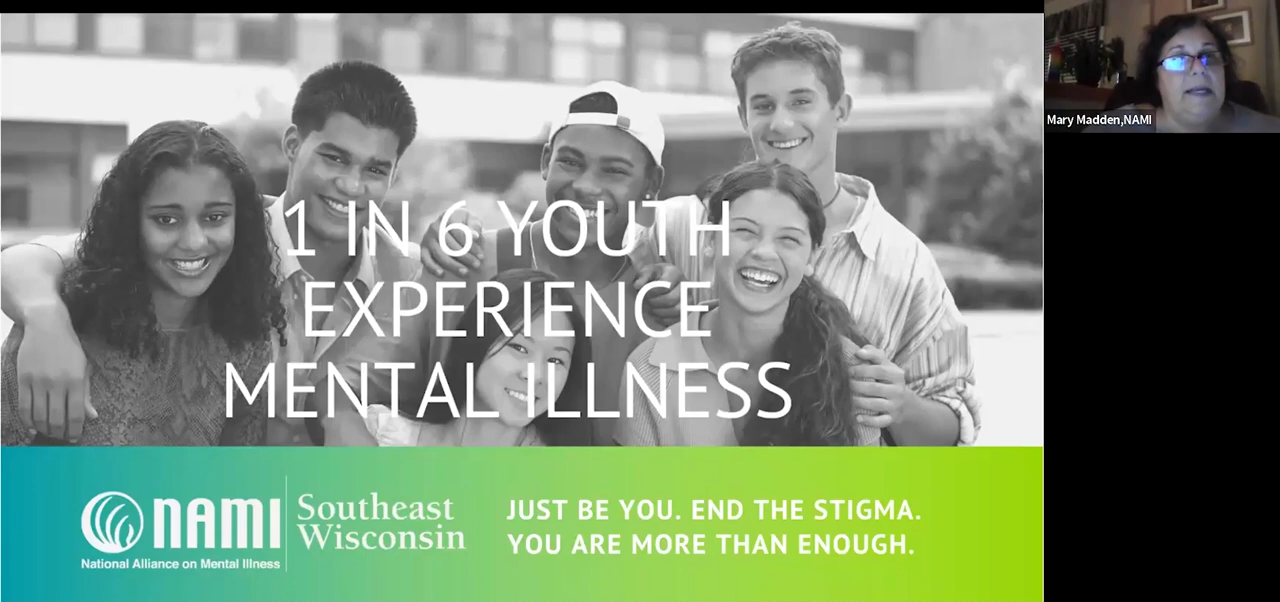 1 IN 6 YOUTH
EXPERIENCE
MENTAL ILLNESS
NAMI
National Alliance on Mental Illness
Southeast
Wisconsin
JUST BE YOU. END THE STIGMA.
YOU ARE MORE THAN ENOUGH.
Mary Madden,NAMI